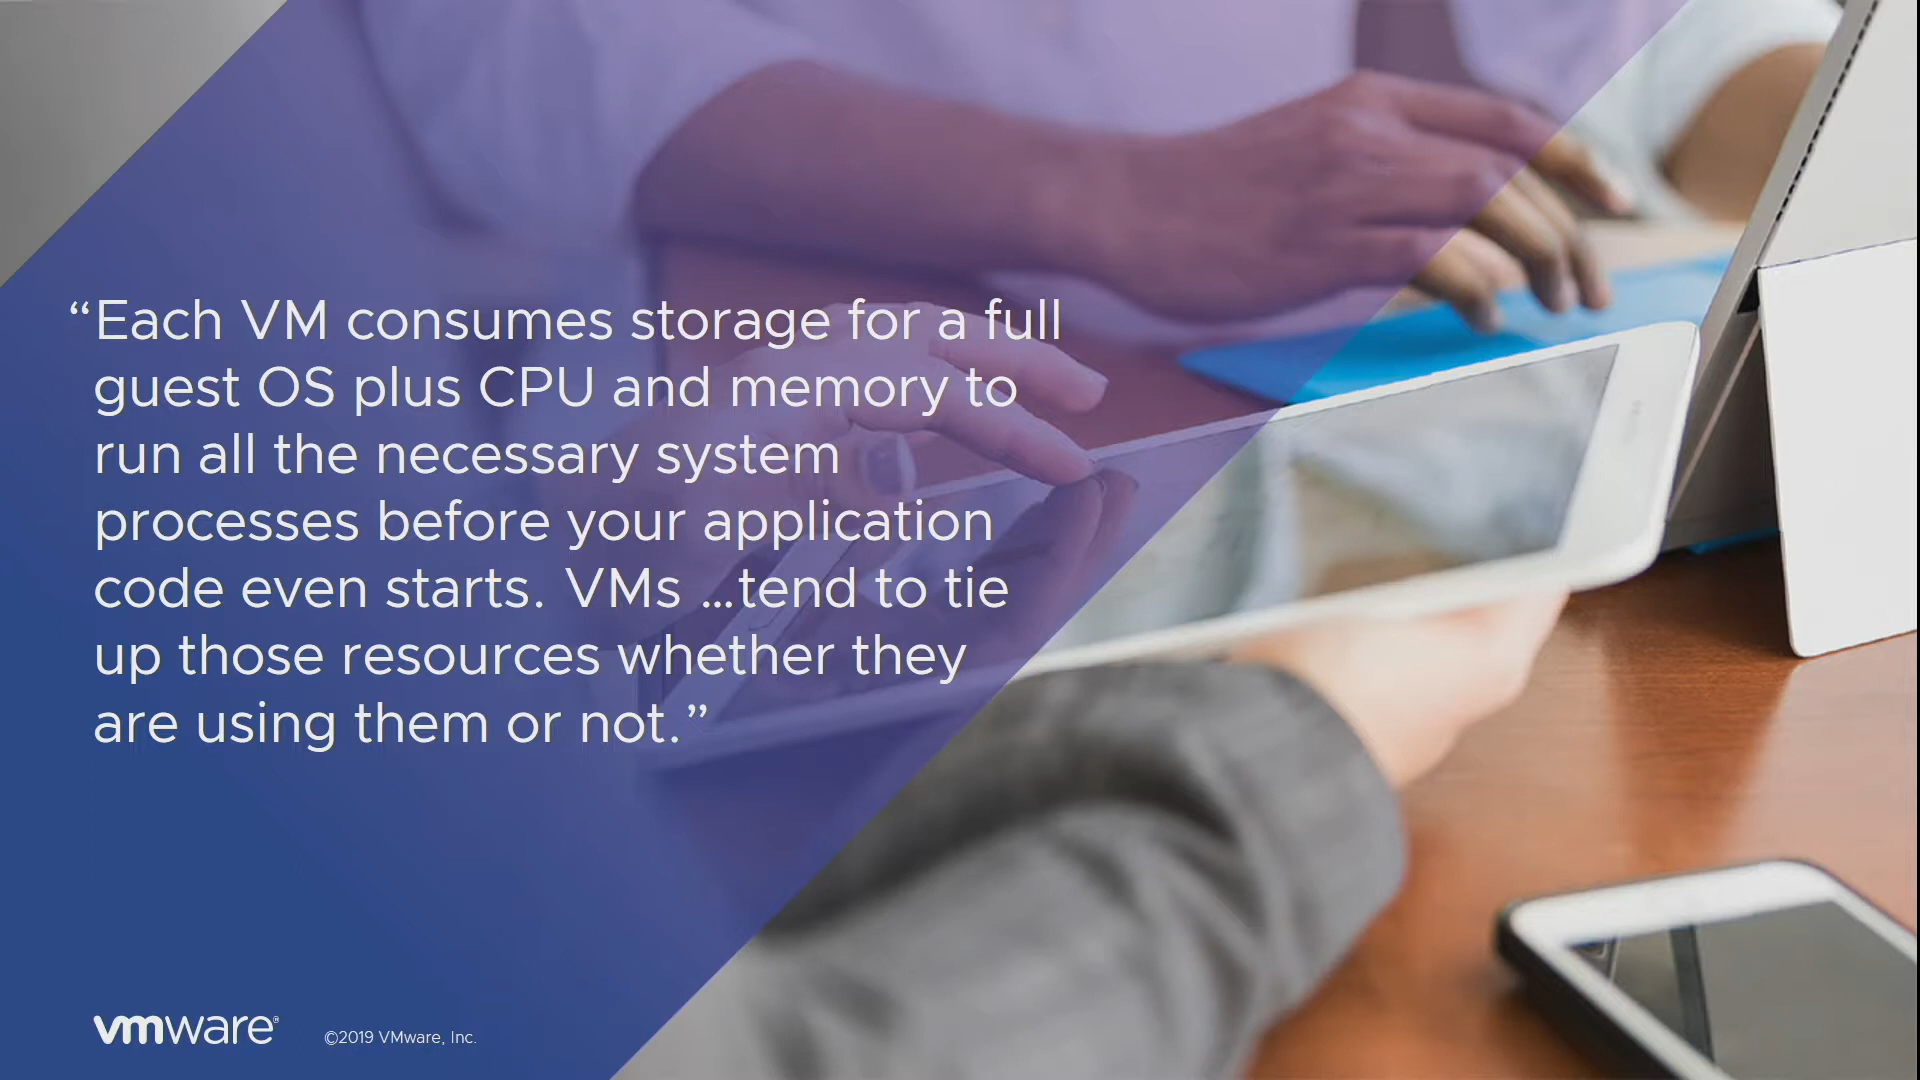 “Each VM consumes storage for a full
guest OS plus CPU and memory to
run all the necessary system
processes before your application
code even starts. VMs ...tend to tie
up those resources whether they
are using them or not.”
vmware®
©2019 VMware, Inc.